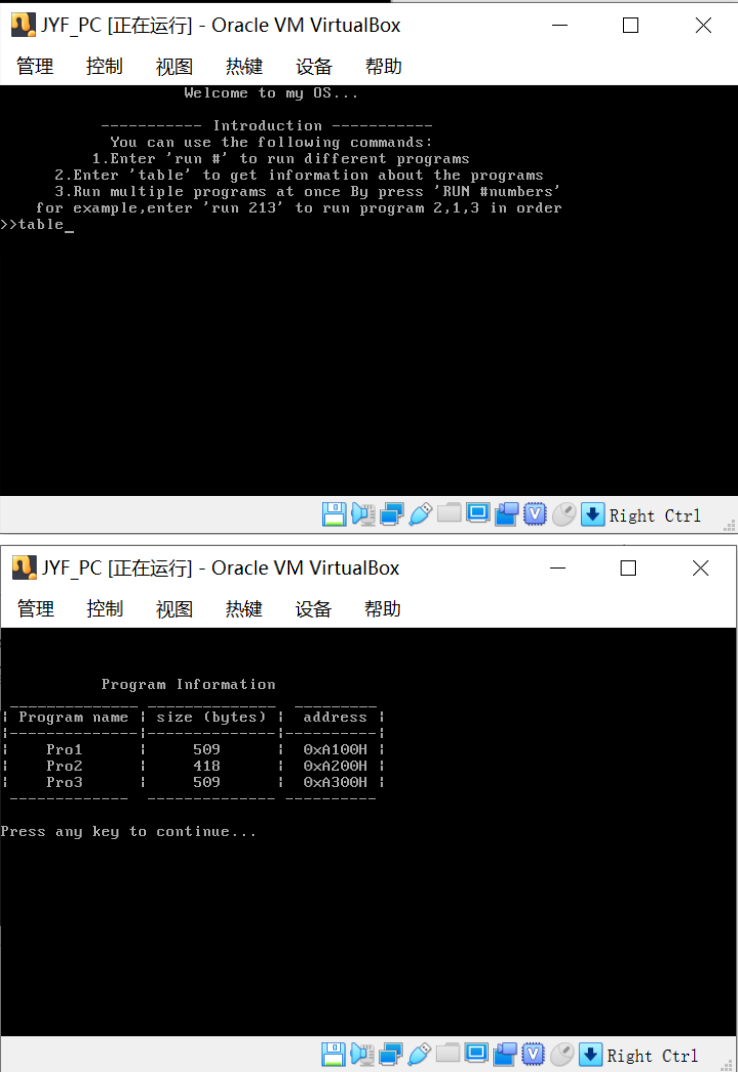 JYF_PC [正在运行] - Oracle VM VirtualBox
管理 控制 视图 热键 设备 帮助
Welcome to my OS...
----------- Introduction -----------
You can use the following commands:
1.Enter 'run #' to run different programs
2.Enter 'table' to get information about the programs
3.Run multiple programs at once By press 'RUN #numbers'
for example,enter 'run 213' to run program 2,1,3 in order
>>table_
Right Ctrl
JYF_PC [正在运行] - Oracle VM VirtualBox
管理 控制 视图 热键 设备 帮助
Program Information
¦ Program name ¦ size (bytes) ¦ address ¦
¦--------------¦--------------¦----------¦
¦ Pro1 ¦ 509 ¦ 0xA100H ¦
¦ Pro2 ¦ 418 ¦ 0xA200H ¦
¦ Pro3 ¦ 509 ¦ 0xA300H ¦
------------- -------------- ----------
Press any key to continue...
Right Ctrl